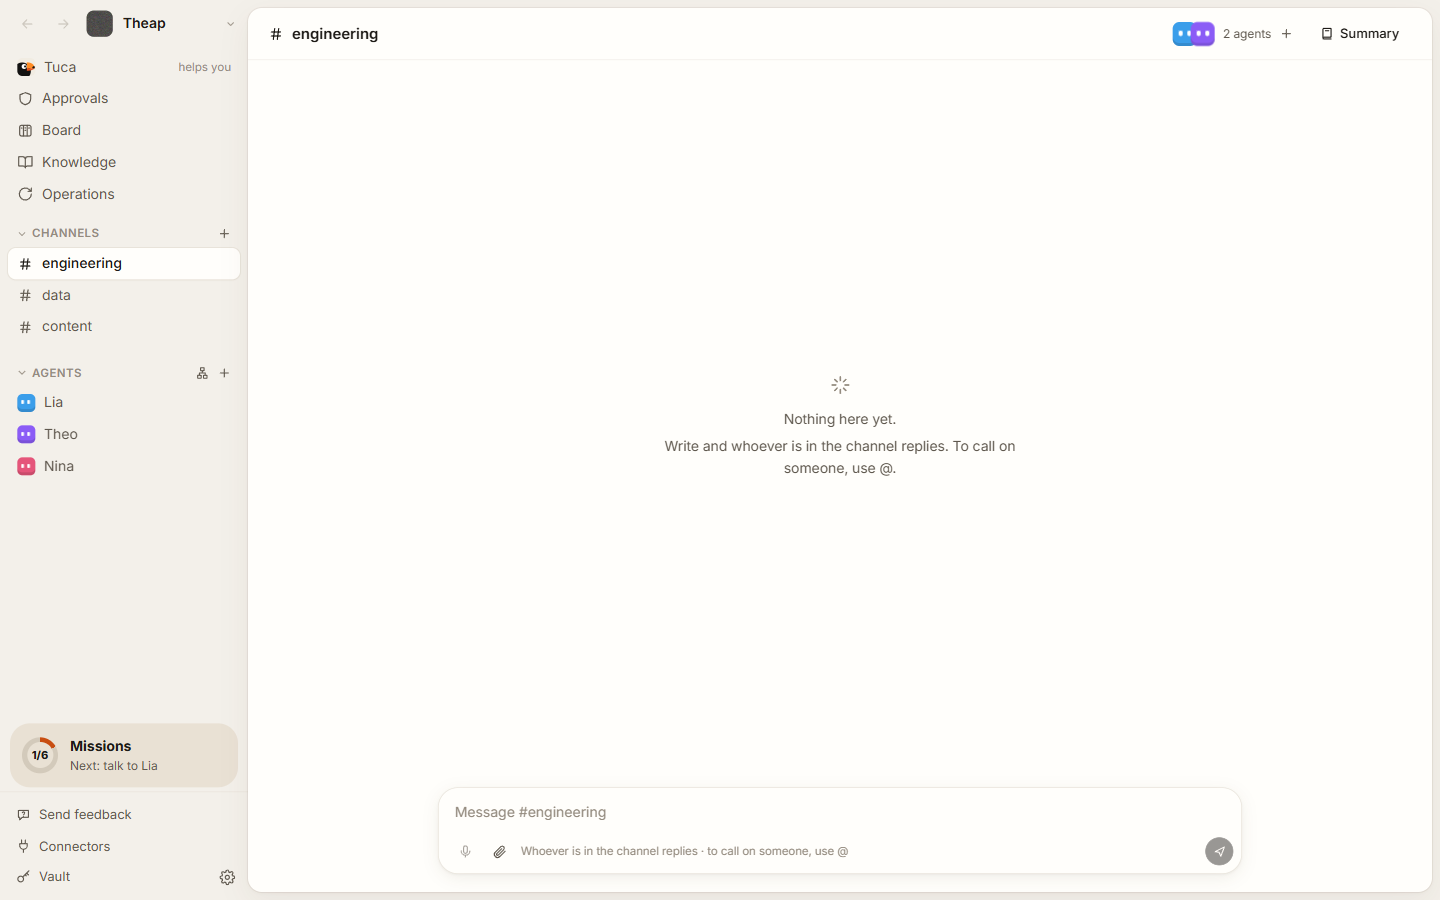 Theap
Tuca helps you
Approvals
Board
Knowledge
Operations
CHANNELS
# engineering
# data
# content
AGENTS
Lia
Theo
Nina
1/6
Missions
Next: talk to Lia
Send feedback
Connectors
Vault
# engineering
2 agents
Summary
Nothing here yet.
Write and whoever is in the channel replies. To call on
someone, use @.
Message #engineering
Whoever is in the channel replies · to call on someone, use @